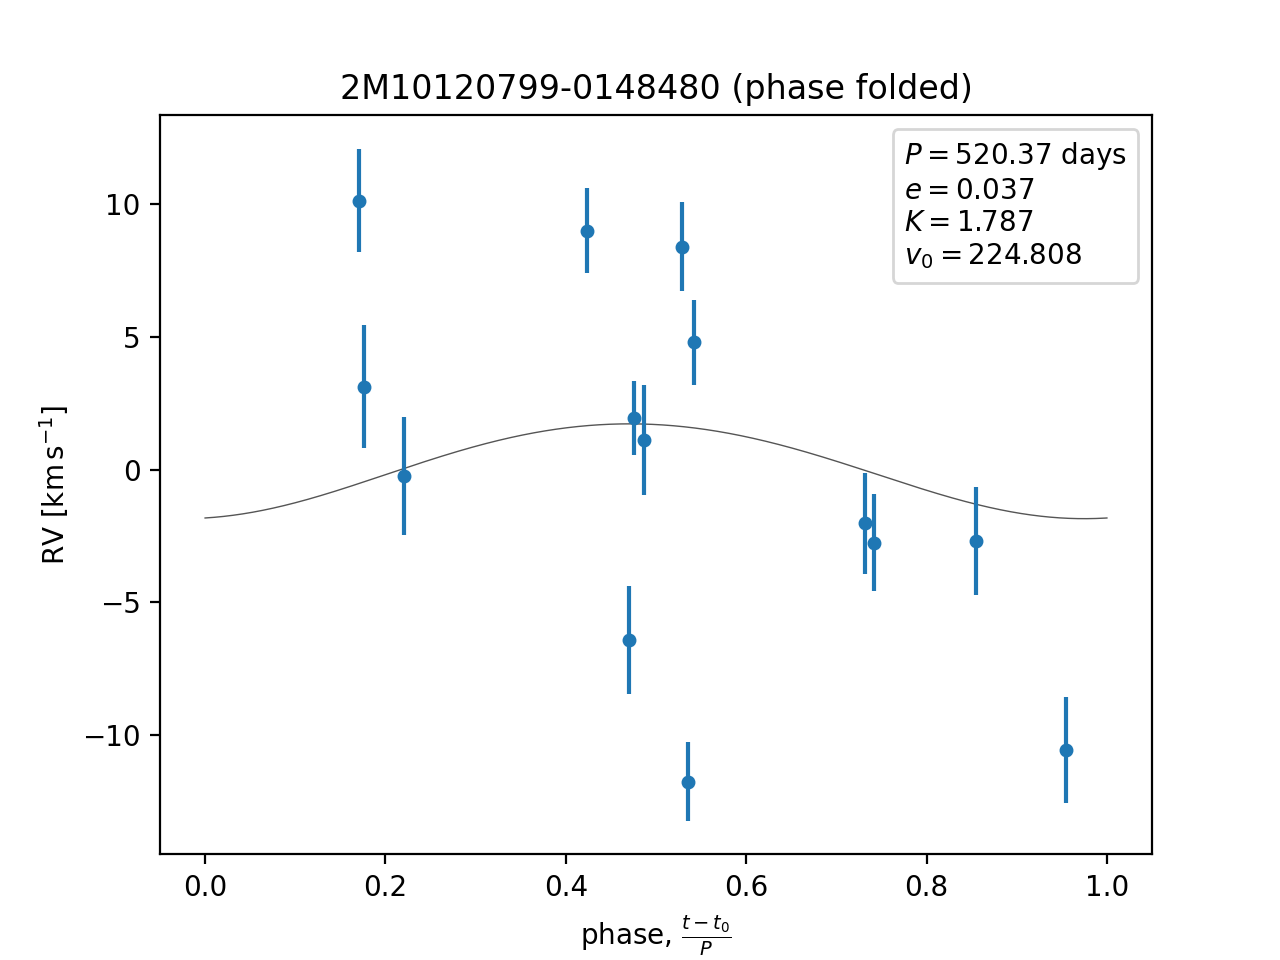 2M10120799-0148480 (phase folded)
P = 520.37 days
e = 0.037
K = 1.787
v₀ = 224.808
10
5
0
−5
−10
RV [km s⁻¹]
0.0 0.2 0.4 0.6 0.8 1.0
phase, (t − t₀)/P